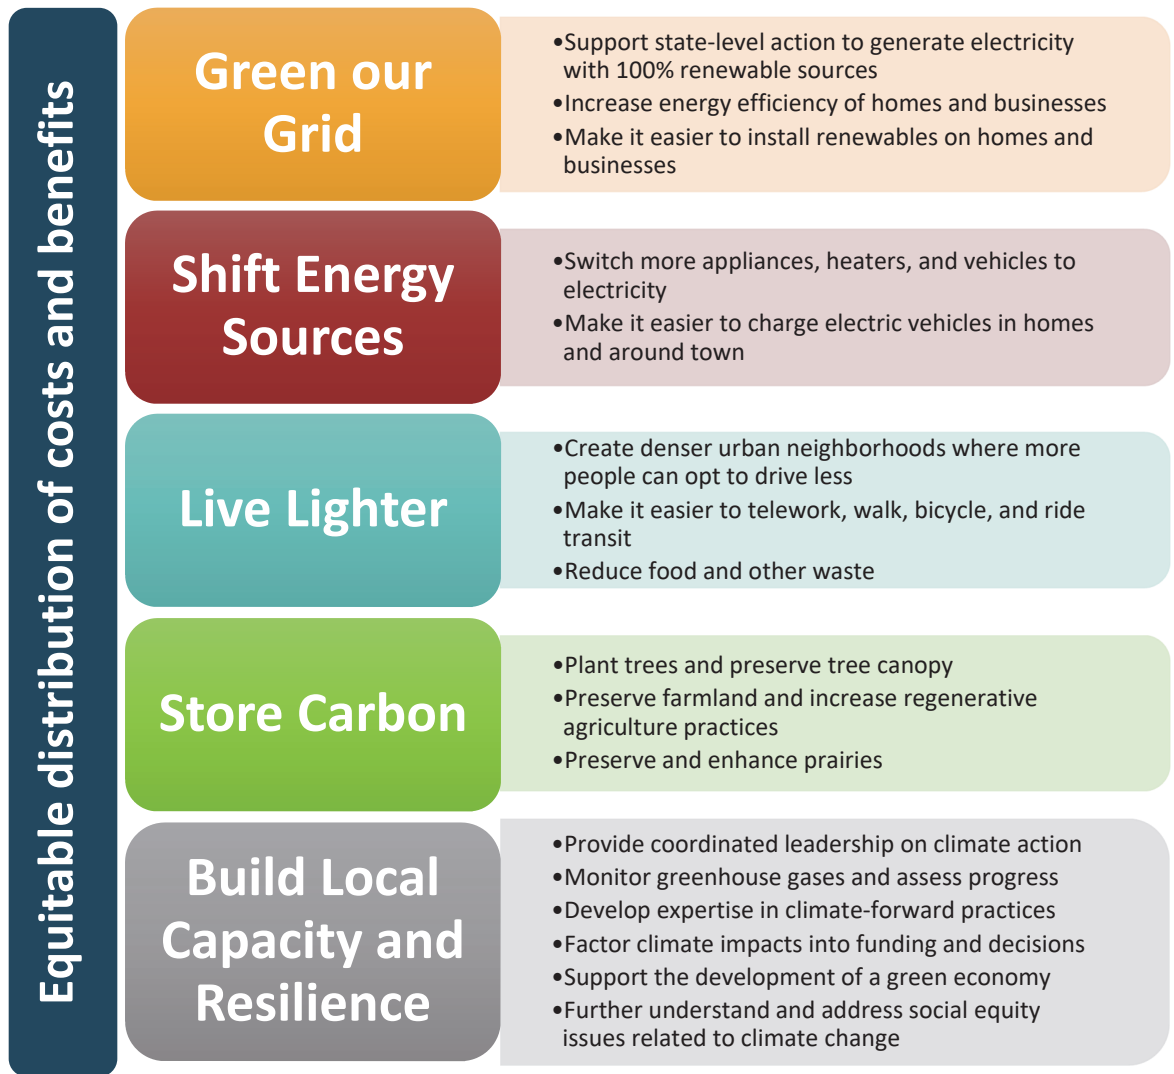 Equitable distribution of costs and benefits
Green our
Grid
•Support state-level action to generate electricity
with 100% renewable sources
•Increase energy efficiency of homes and businesses
•Make it easier to install renewables on homes and
businesses
Shift Energy
Sources
•Switch more appliances, heaters, and vehicles to
electricity
•Make it easier to charge electric vehicles in homes
and around town
Live Lighter
•Create denser urban neighborhoods where more
people can opt to drive less
•Make it easier to telework, walk, bicycle, and ride
transit
•Reduce food and other waste
Store Carbon
•Plant trees and preserve tree canopy
•Preserve farmland and increase regenerative
agriculture practices
•Preserve and enhance prairies
Build Local
Capacity and
Resilience
•Provide coordinated leadership on climate action
•Monitor greenhouse gases and assess progress
•Develop expertise in climate-forward practices
•Factor climate impacts into funding and decisions
•Support the development of a green economy
•Further understand and address social equity
issues related to climate change